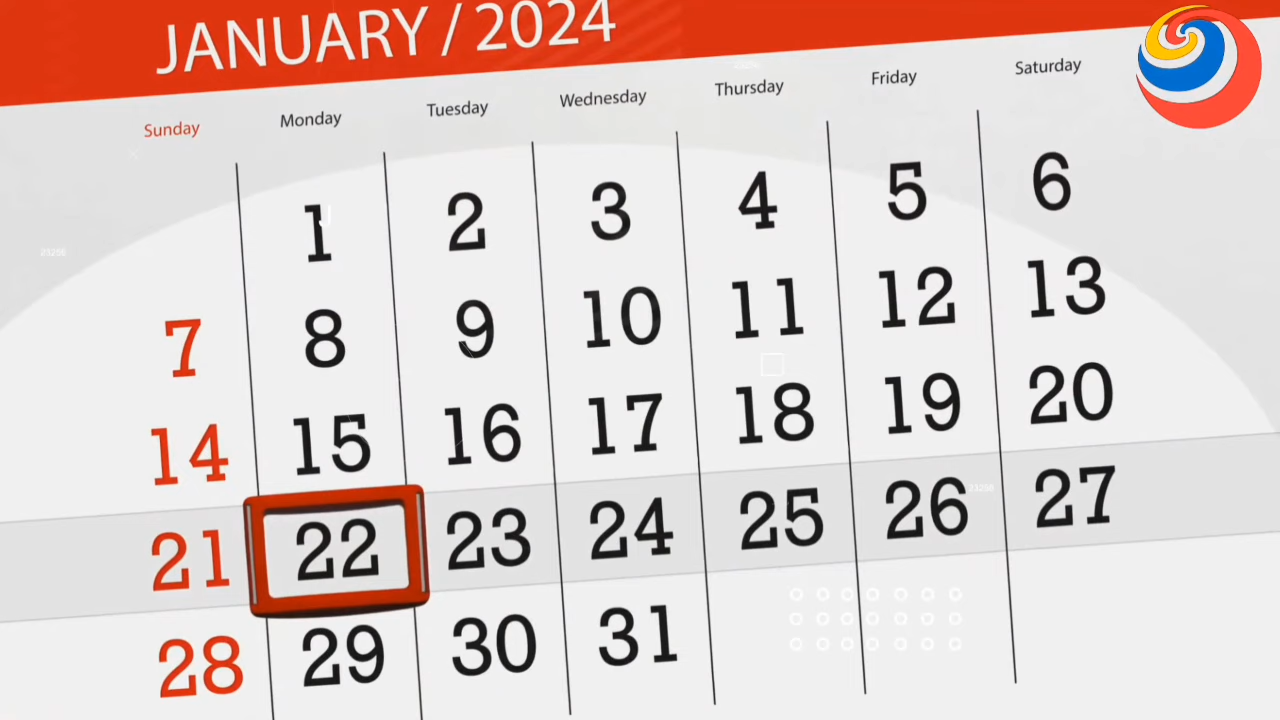 JANUARY / 2024
Sunday Monday Tuesday Wednesday Thursday Friday Saturday
1 2 3 4 5 6
7 8 9 10 11 12 13
14 15 16 17 18 19 20
21 22 23 24 25 26 27
28 29 30 31